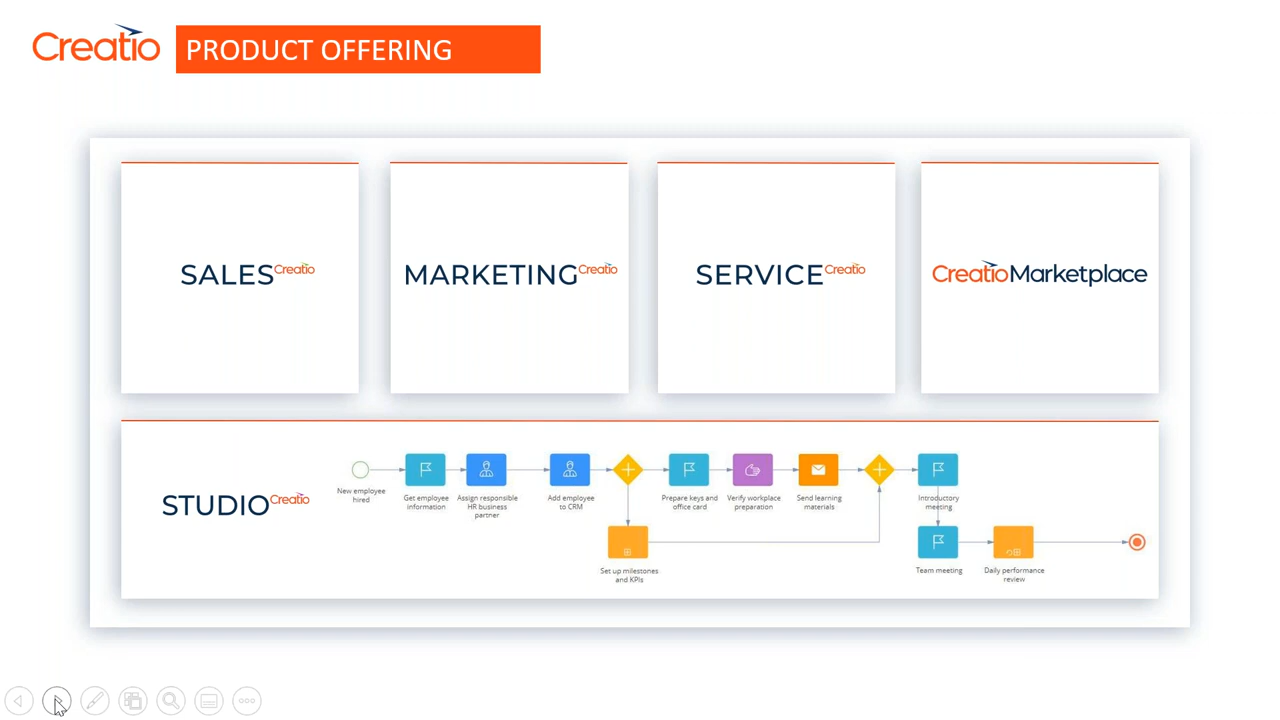 Creatio PRODUCT OFFERING
SALES Creatio
MARKETING Creatio
SERVICE Creatio
Creatio Marketplace
STUDIO Creatio
New employee
hired
Get employee
information
Assign responsible
HR business
partner
Add employee
to CRM
Prepare keys and
office card
Verify workplace
preparation
Send learning
materials
Introductory
meeting
Set up milestones
and KPIs
Team meeting
Daily performance
review